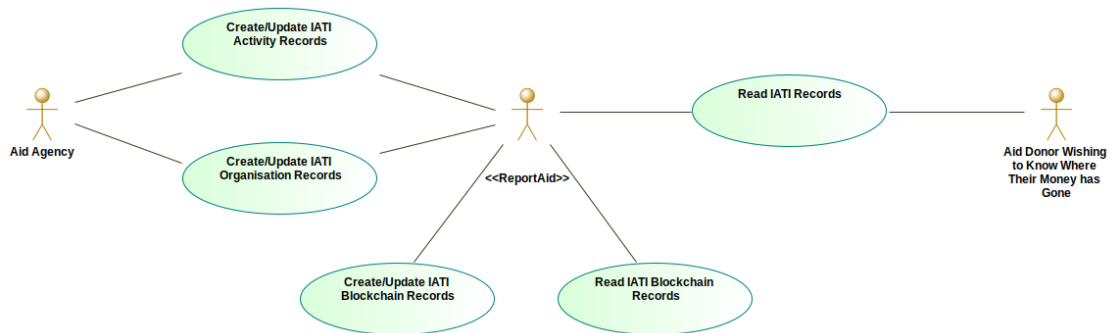 Create/Update IATI
Activity Records
Aid Agency
Create/Update IATI
Organisation Records
<<ReportAid>>
Read IATI Records
Aid Donor Wishing
to Know Where
Their Money has
Gone
Create/Update IATI
Blockchain Records
Read IATI Blockchain
Records